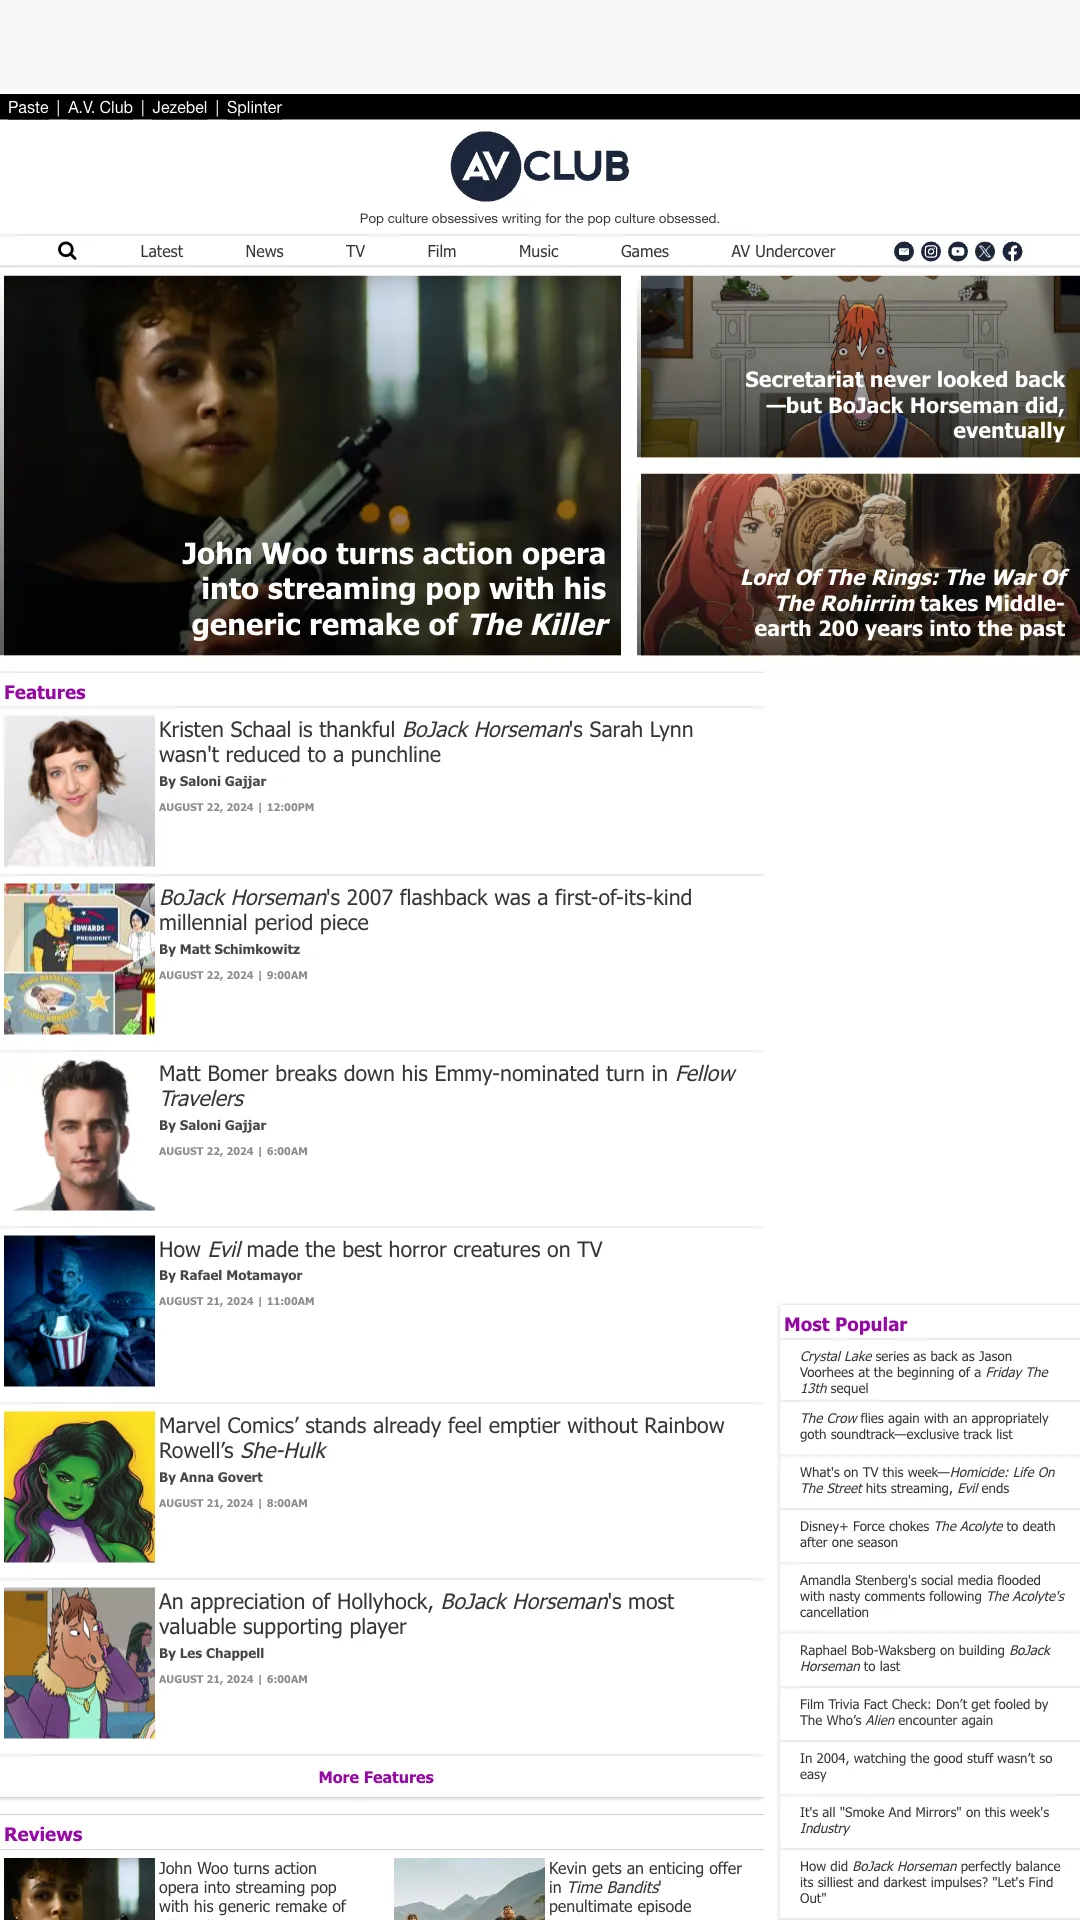 Paste | A.V. Club | Jezebel | Splinter
AV CLUB
Pop culture obsessives writing for the pop culture obsessed.
Latest News TV Film Music Games AV Undercover
John Woo turns action opera
into streaming pop with his
generic remake of The Killer
Secretariat never looked back
—but BoJack Horseman did,
eventually
Lord Of The Rings: The War Of
The Rohirrim takes Middle-
earth 200 years into the past
Features
Kristen Schaal is thankful BoJack Horseman's Sarah Lynn
wasn't reduced to a punchline
By Saloni Gajjar
AUGUST 22, 2024 | 12:00PM
EDWARDS
PRESIDENT
BoJack Horseman's 2007 flashback was a first-of-its-kind
millennial period piece
By Matt Schimkowitz
AUGUST 22, 2024 | 9:00AM
Matt Bomer breaks down his Emmy-nominated turn in Fellow
Travelers
By Saloni Gajjar
AUGUST 22, 2024 | 6:00AM
How Evil made the best horror creatures on TV
By Rafael Motamayor
AUGUST 21, 2024 | 11:00AM
Marvel Comics’ stands already feel emptier without Rainbow
Rowell’s She-Hulk
By Anna Govert
AUGUST 21, 2024 | 8:00AM
An appreciation of Hollyhock, BoJack Horseman's most
valuable supporting player
By Les Chappell
AUGUST 21, 2024 | 6:00AM
More Features
Most Popular
Crystal Lake series as back as Jason
Voorhees at the beginning of a Friday The
13th sequel
The Crow flies again with an appropriately
goth soundtrack—exclusive track list
What's on TV this week—Homicide: Life On
The Street hits streaming, Evil ends
Disney+ Force chokes The Acolyte to death
after one season
Amandla Stenberg's social media flooded
with nasty comments following The Acolyte's
cancellation
Raphael Bob-Waksberg on building BoJack
Horseman to last
Film Trivia Fact Check: Don’t get fooled by
The Who’s Alien encounter again
In 2004, watching the good stuff wasn’t so
easy
It's all "Smoke And Mirrors" on this week's
Industry
How did BoJack Horseman perfectly balance
its silliest and darkest impulses? "Let's Find
Out"
Reviews
John Woo turns action
opera into streaming pop
with his generic remake of
Kevin gets an enticing offer
in Time Bandits'
penultimate episode